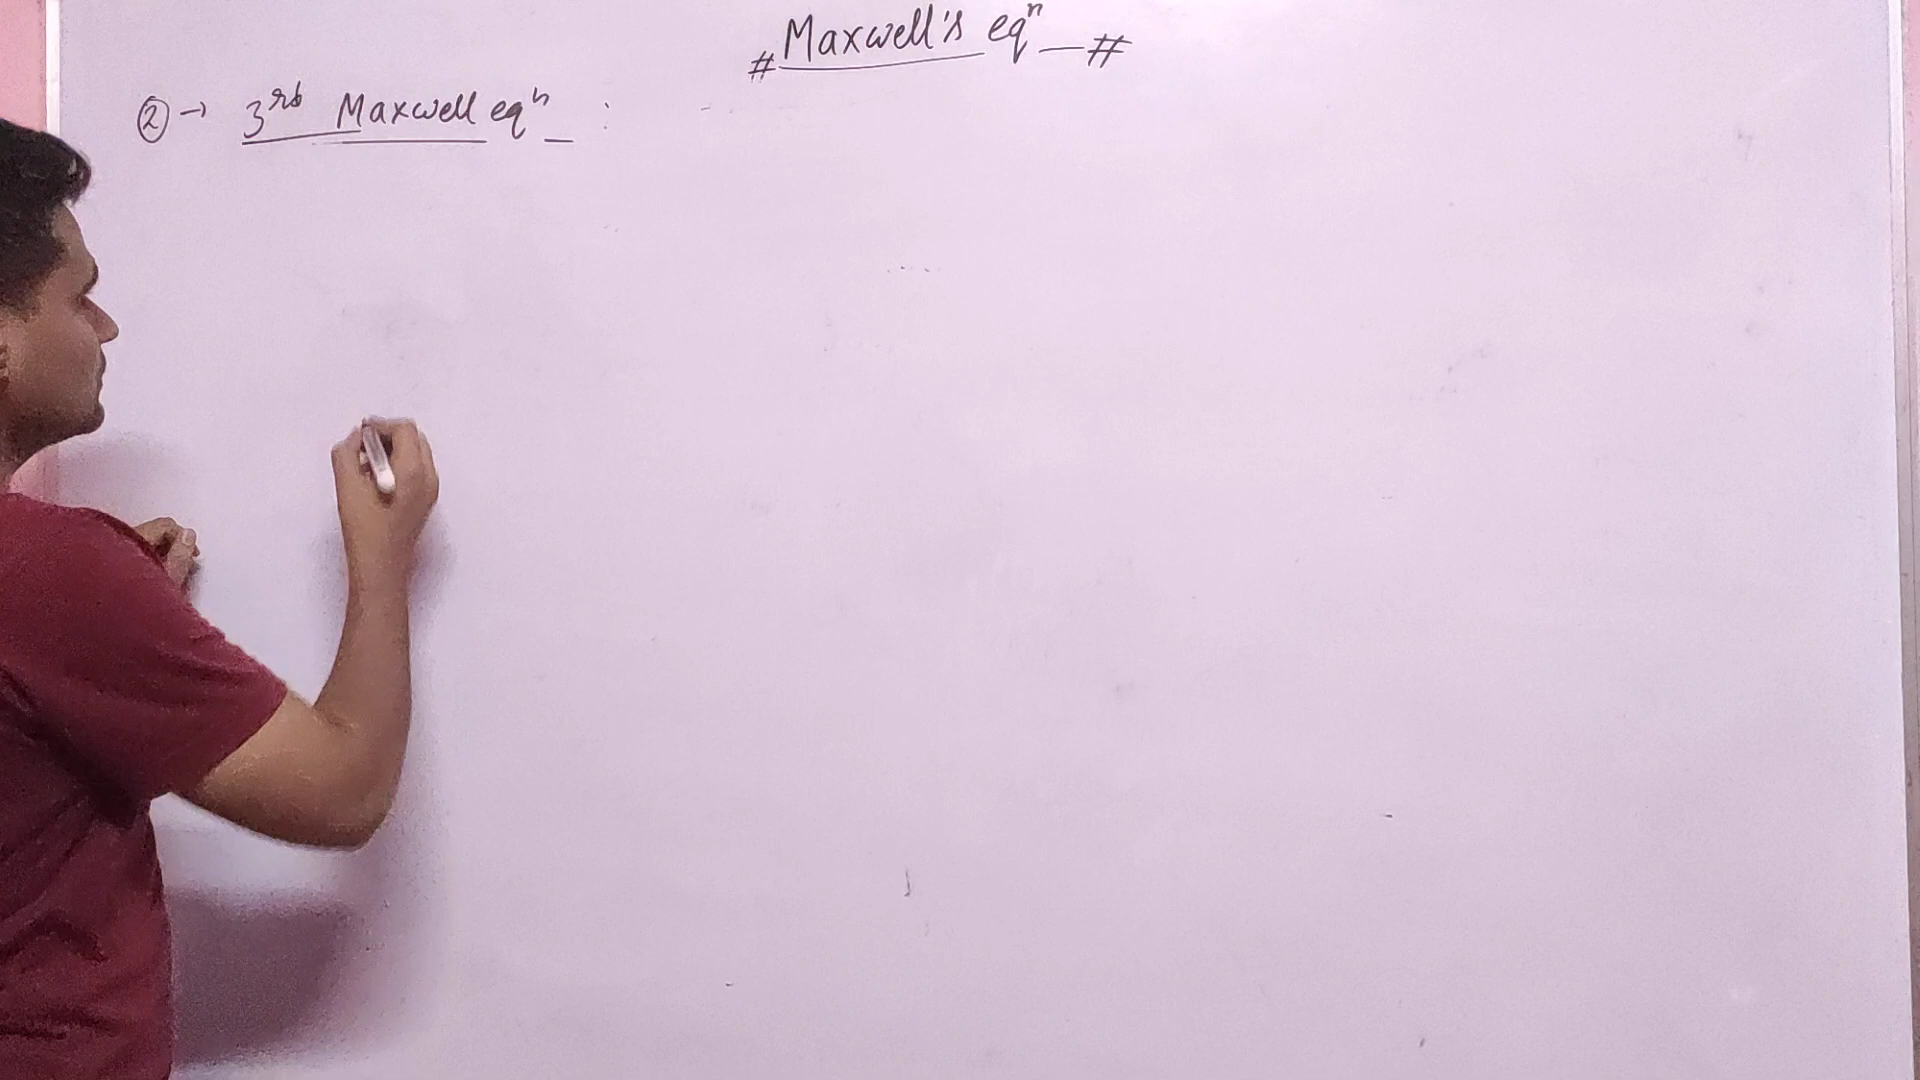 # Maxwell's eqⁿ — #
② → 3ʳᵈ Maxwell eqⁿ :